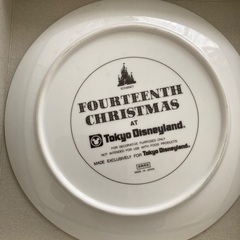 FOURTEENTH
CHRISTMAS
AT
Tokyo Disneyland®
FOR DECORATIVE PURPOSES ONLY
NOT INTENDED FOR USE WITH FOOD PRODUCTS
MADE EXCLUSIVELY FOR Tokyo Disneyland®
MADE IN JAPAN